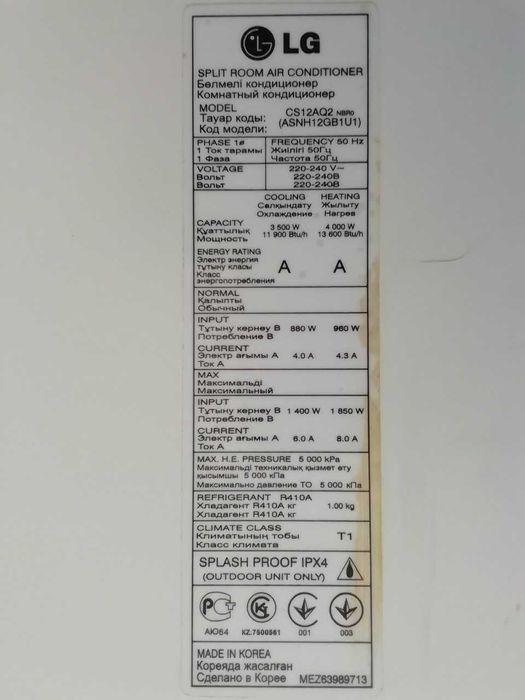 LG
SPLIT ROOM AIR CONDITIONER
Бөлмелі кондиционер
Комнатный кондиционер
MODEL CS12AQ2 NBR0
Тауар коды: (ASNH12GB1U1)
Код модели:
PHASE 1ø FREQUENCY 50 Hz
1 Ток тарамы Жиілігі 50Гц
1 Фаза Частота 50Гц
VOLTAGE 220-240 V~
Вольт 220-240В
Вольт 220-240В
COOLING HEATING
Салқындату Жылыту
Охлаждение Нагрев
CAPACITY 3 500 W 4 000 W
Қуаттылық 11 900 Btu/h 13 600 Btu/h
Мощность
ENERGY RATING
Электр энергия
тутыну класы A A
Класс
энергопотребления
NORMAL
Қалыпты
Обычный
INPUT
Тұтыну кернеу В 880 W 960 W
Потребление В
CURRENT
Электр ағымы А 4.0 A 4.3 A
Ток А
MAX
Максимальді
Максимальный
INPUT
Тұтыну кернеу В 1 400 W 1 850 W
Потребление В
CURRENT
Электр ағымы А 6.0 A 8.0 A
Ток А
MAX. H.E. PRESSURE 5 000 kPa
Максимальді техникалық қызмет ету
қысымшы 5 000 кПа
Максимально давление ТО 5 000 кПа
REFRIGERANT R410A
Хладагент R410A кг 1.00 kg
Хладагент R410A кг
CLIMATE CLASS
Климатының тобы T1
Класс климата
SPLASH PROOF IPX4
(OUTDOOR UNIT ONLY)
АЮ64 KZ.7500561 001 003
MADE IN KOREA
Кореяда жасалған
Сделано в Корее MEZ63989713